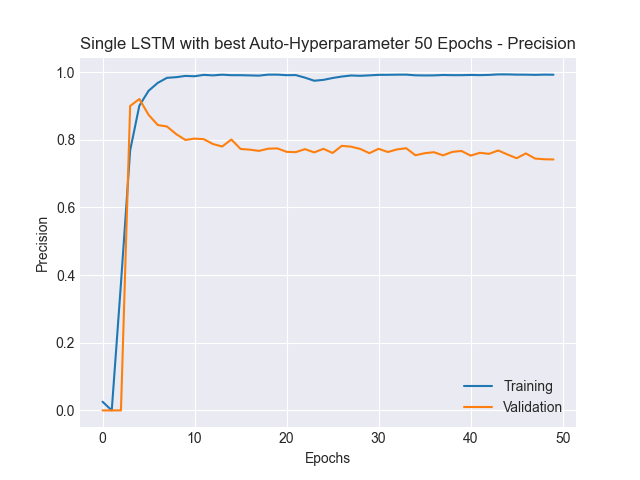 Single LSTM with best Auto-Hyperparameter 50 Epochs - Precision
1.0
0.8
0.6
0.4
0.2
0.0
Precision
Training
Validation
0 10 20 30 40 50
Epochs